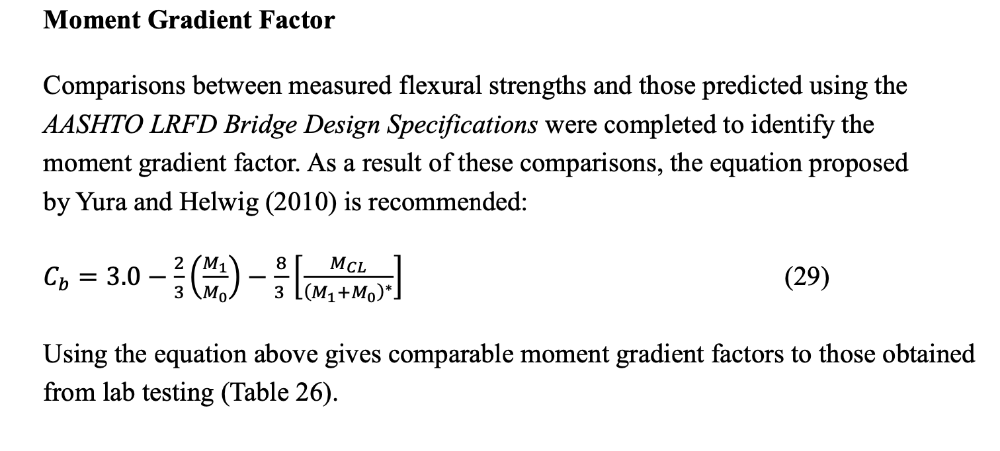 Moment Gradient Factor
Comparisons between measured flexural strengths and those predicted using the
AASHTO LRFD Bridge Design Specifications were completed to identify the
moment gradient factor. As a result of these comparisons, the equation proposed
by Yura and Helwig (2010) is recommended:
C_b = 3.0 − \frac{2}{3} \left( \frac{M_1}{M_0} \right) − \frac{8}{3} \left[ \frac{M_{CL}}{(M_1+M_0)^*} \right] (29)
Using the equation above gives comparable moment gradient factors to those obtained
from lab testing (Table 26).